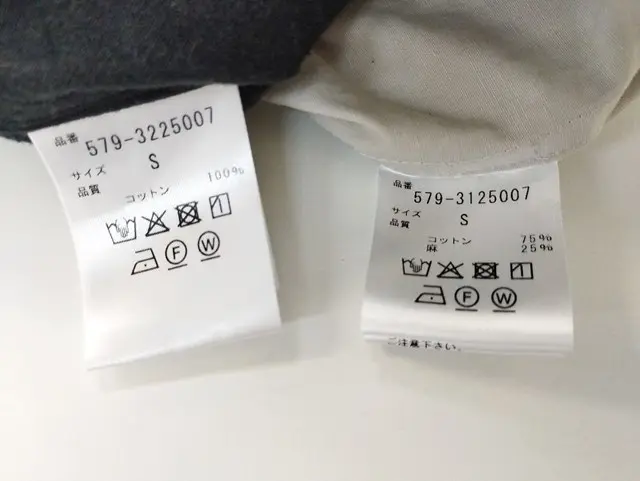 品番 579-3225007
サイズ S
品質
コットン 100%
F W
品番 579-3125007
サイズ S
品質
コットン 75%
麻 25%
F W
ご注意下さい。